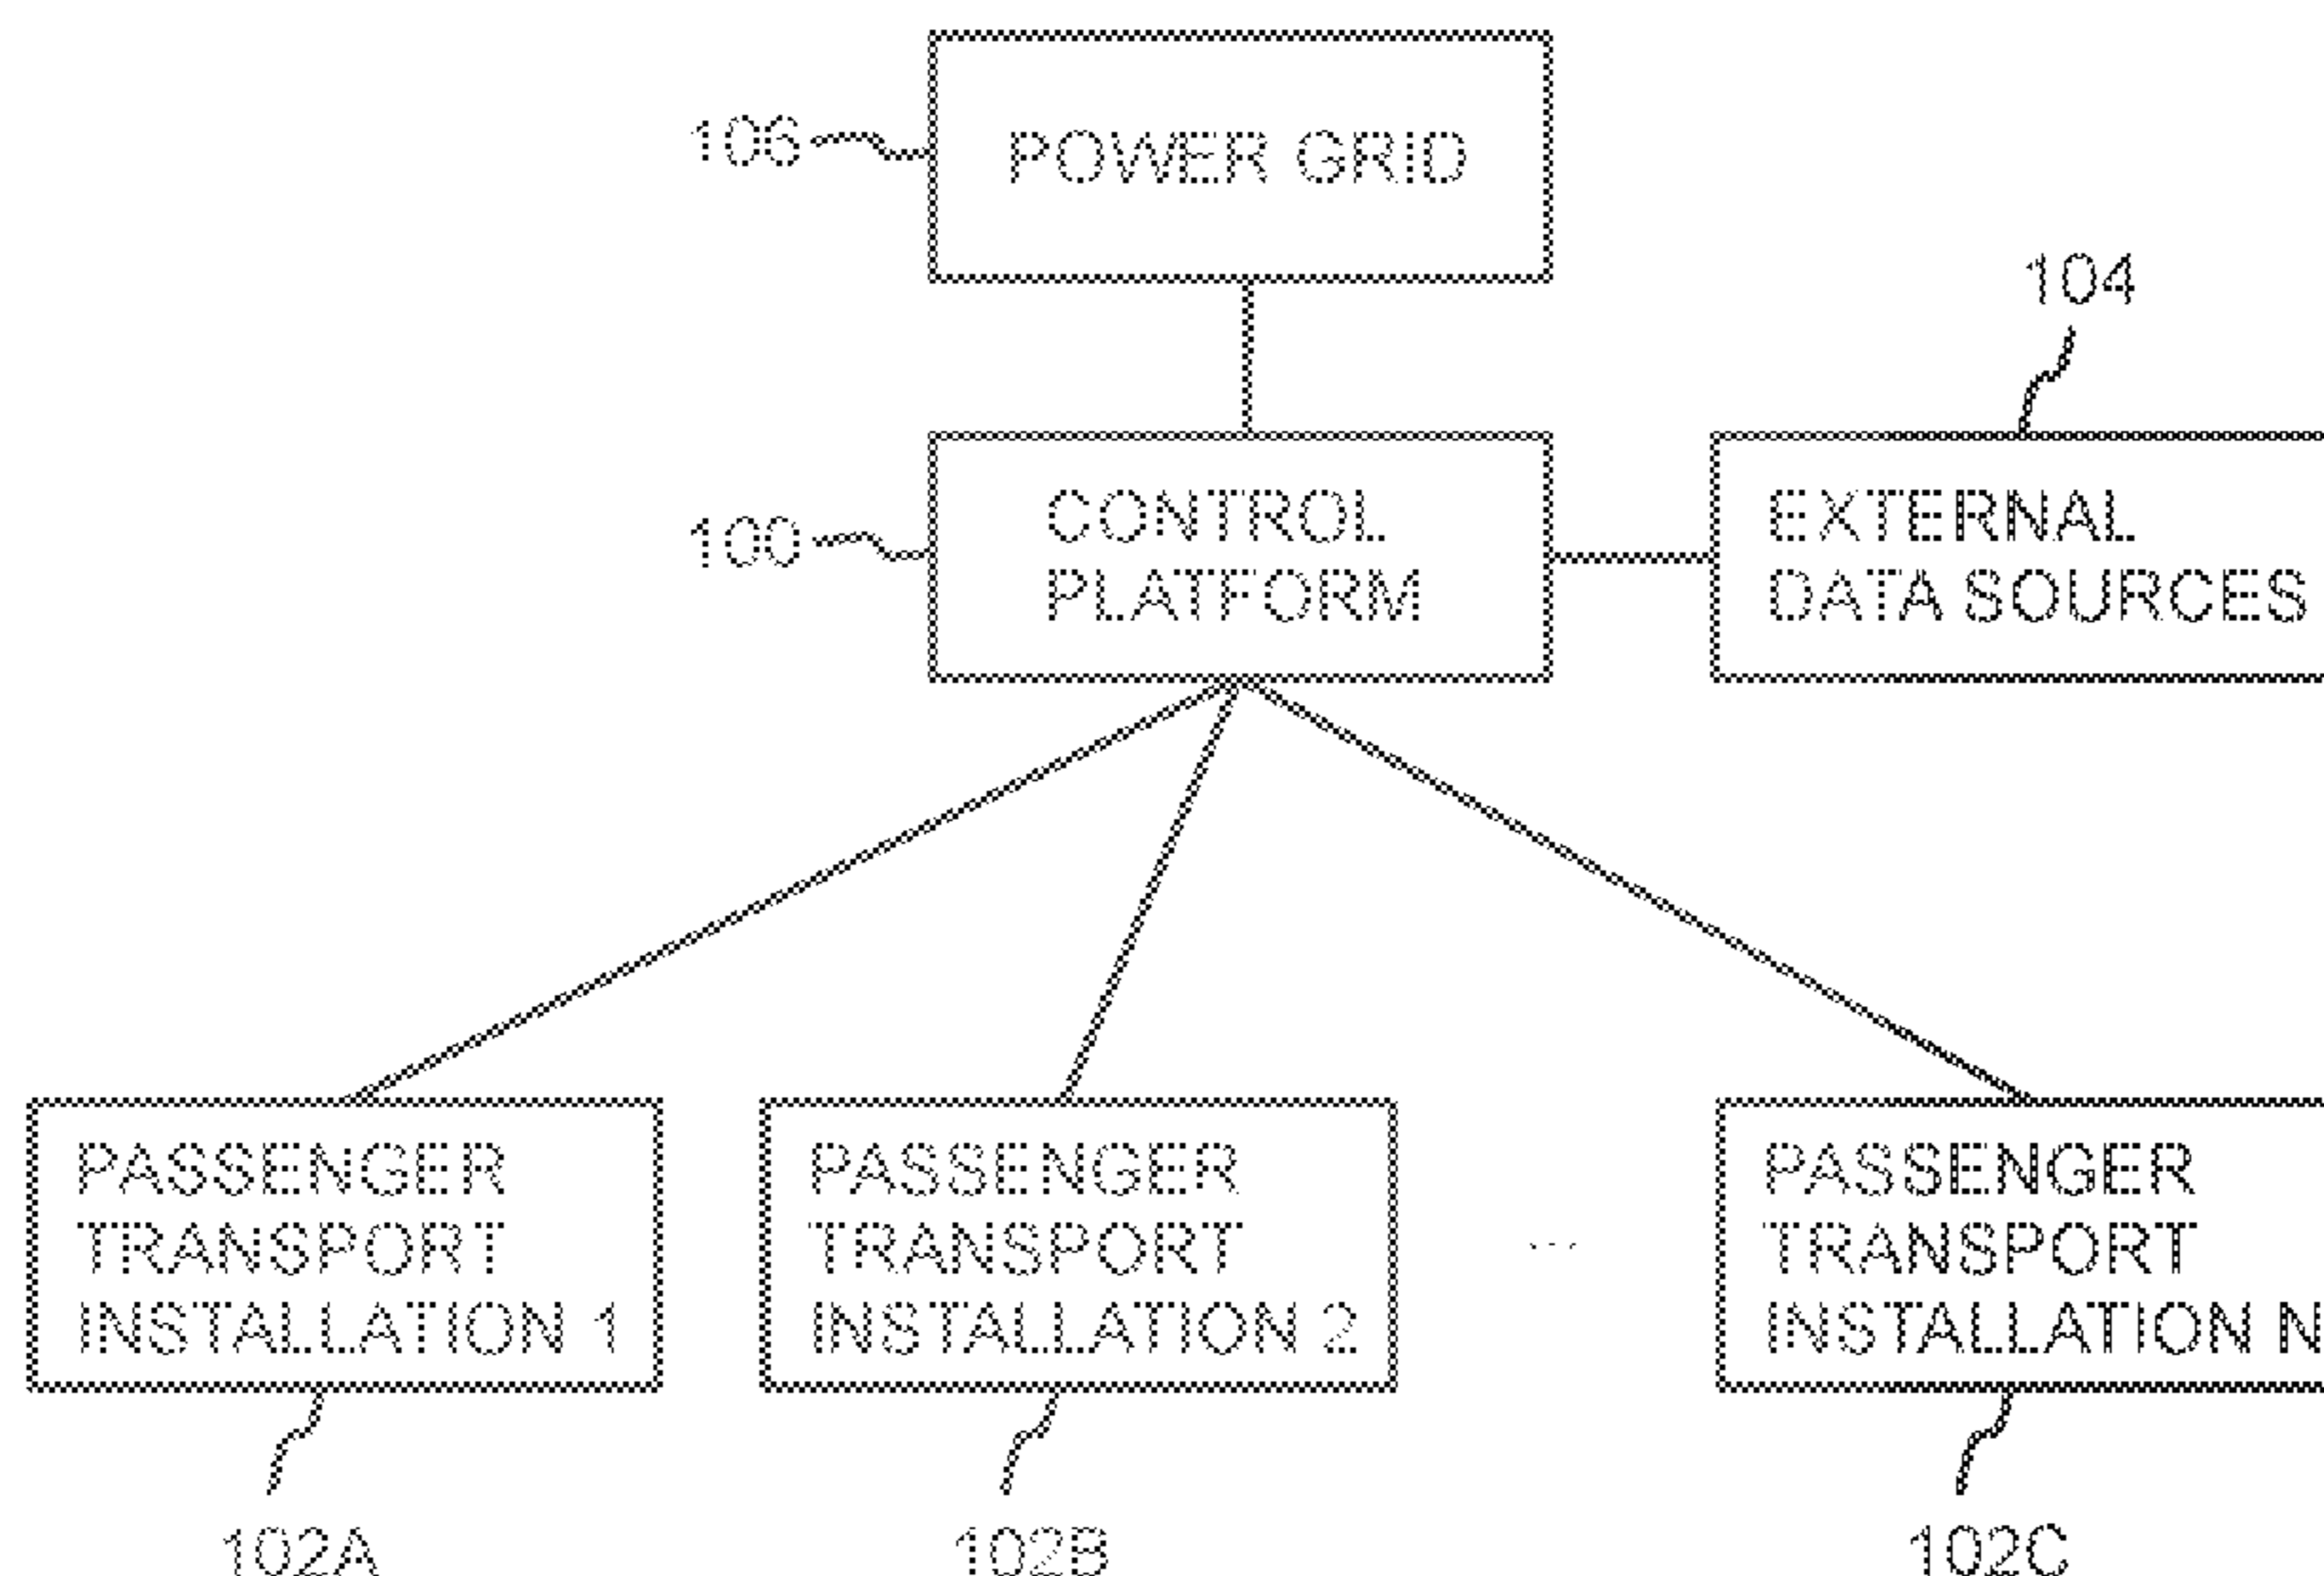 106
POWER GRID
104
100
CONTROL
PLATFORM
EXTERNAL
DATA SOURCES
PASSENGER
TRANSPORT
INSTALLATION 1
PASSENGER
TRANSPORT
INSTALLATION 2
...
PASSENGER
TRANSPORT
INSTALLATION N
102A
102B
102C